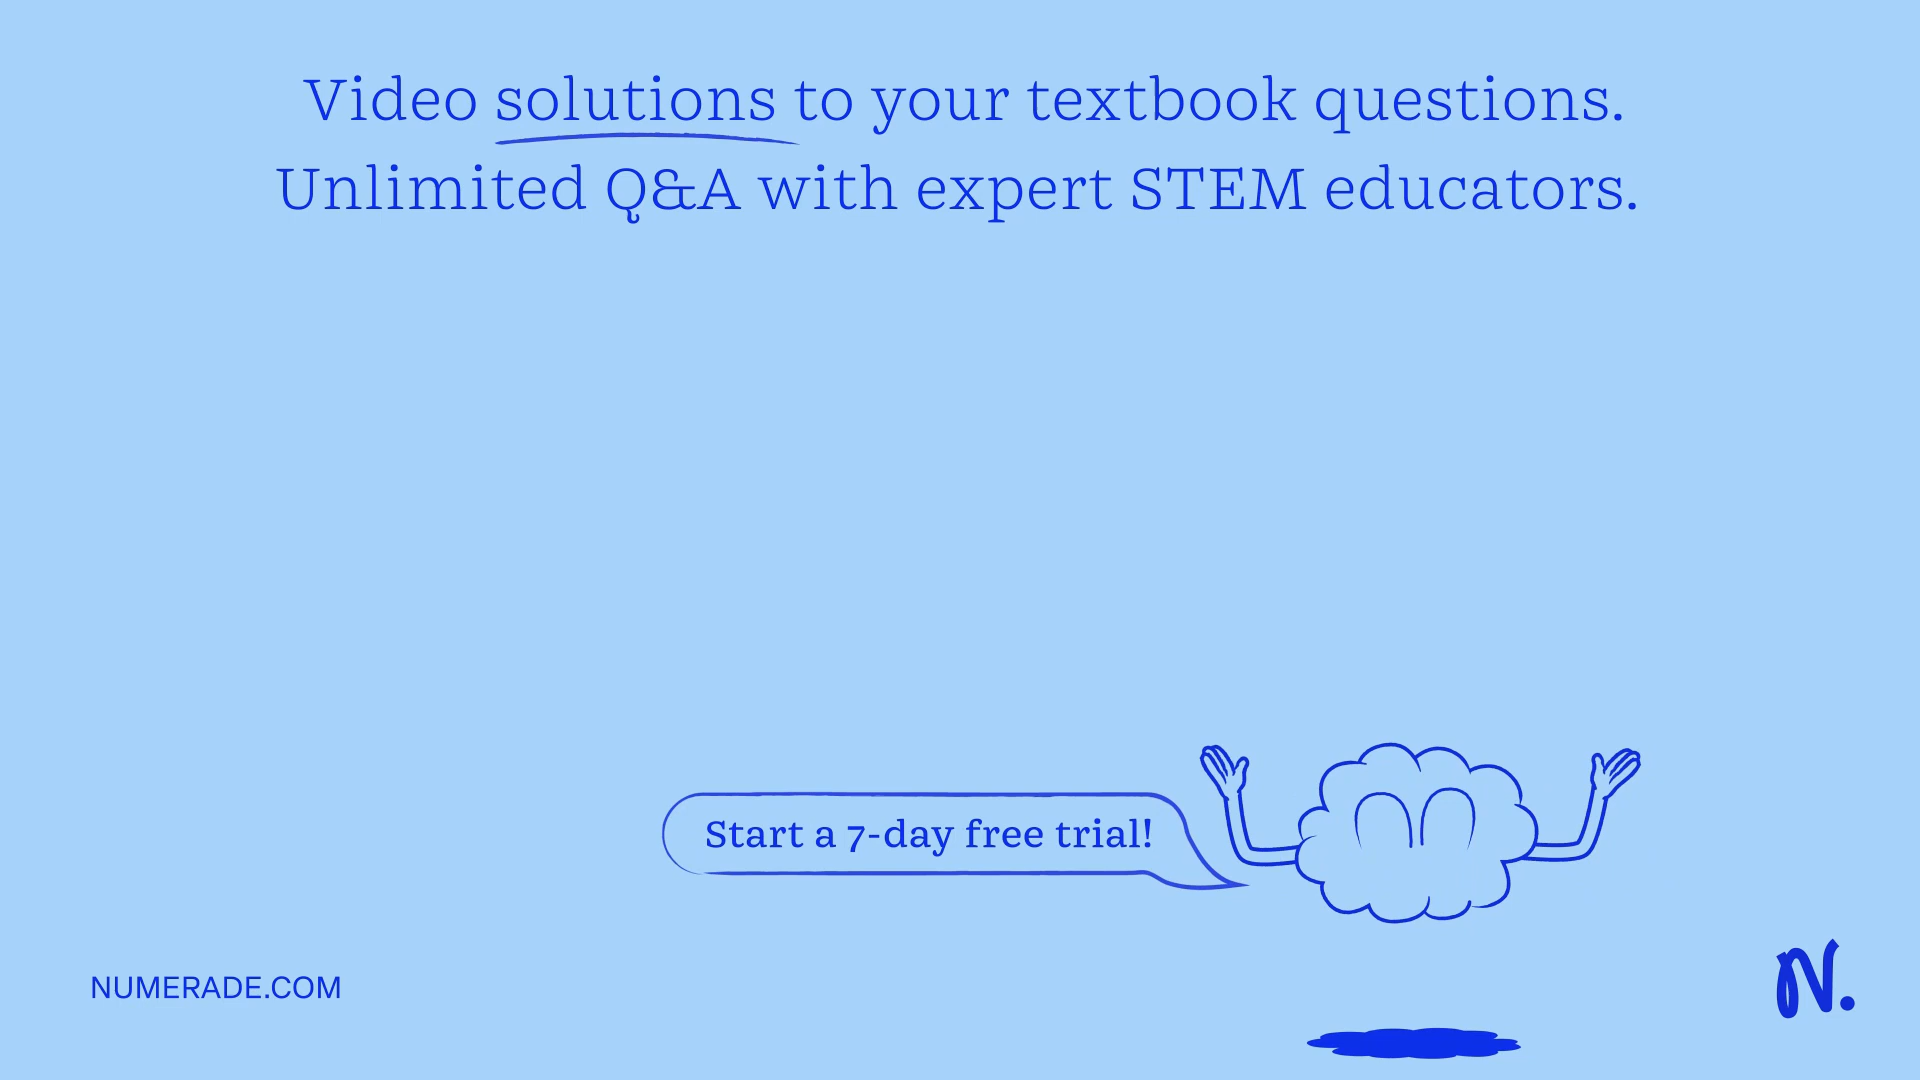 Video solutions to your textbook questions.
Unlimited Q&A with expert STEM educators.
Start a 7-day free trial!
NUMERADE.COM
N.